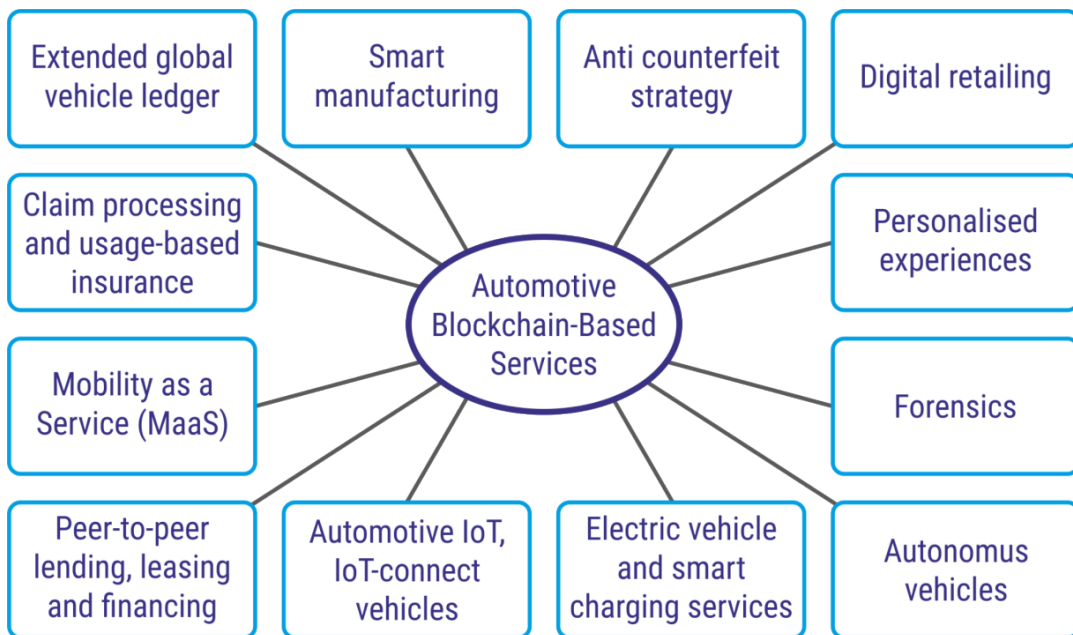 Extended global
vehicle ledger
Smart
manufacturing
Anti counterfeit
strategy
Digital retailing
Claim processing
and usage-based
insurance
Personalised
experiences
Automotive
Blockchain-Based
Services
Mobility as a
Service (MaaS)
Forensics
Peer-to-peer
lending, leasing
and financing
Automotive IoT,
IoT-connect
vehicles
Electric vehicle
and smart
charging services
Autonomus
vehicles